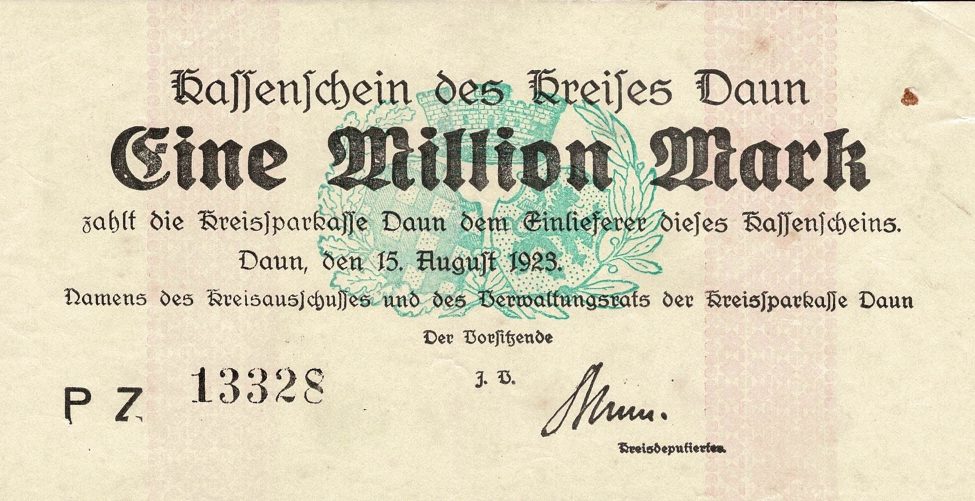 Kassenschein des Kreises Daun
Eine Million Mark
zahlt die Kreissparkasse Daun dem Einlieferer dieses Kassenscheins.
Daun, den 15. August 1923.
Namens des Kreisausschusses und des Verwaltungsrats der Kreissparkasse Daun
Der Vorsitzende
J. V.
P Z 13328
Kreisdeputierter.